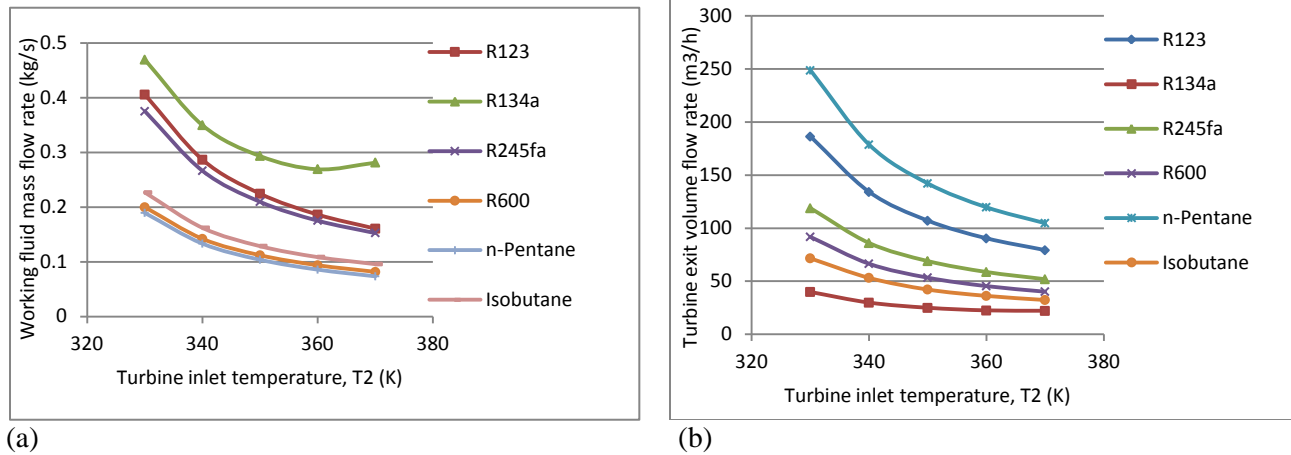 Working fluid mass flow rate (kg/s)
0.5
0.4
0.3
0.2
0.1
0
320
340
360
380
Turbine inlet temperature, T2 (K)
R123
R134a
R245fa
R600
n-Pentane
Isobutane
(a)
Turbine exit volume flow rate (m3/h)
300
250
200
150
100
50
0
320
340
360
380
Turbine inlet temperature, T2 (K)
R123
R134a
R245fa
R600
n-Pentane
Isobutane
(b)